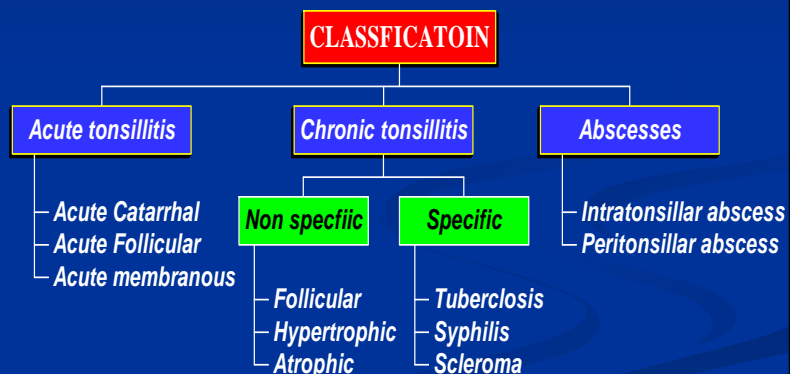 CLASSFICATOIN
Acute tonsillitis
Chronic tonsillitis
Abscesses
Acute Catarrhal
Acute Follicular
Acute membranous
Non specfiic
Specific
Intratonsillar abscess
Peritonsillar abscess
Follicular
Hypertrophic
Atrophic
Tuberclosis
Syphilis
Scleroma